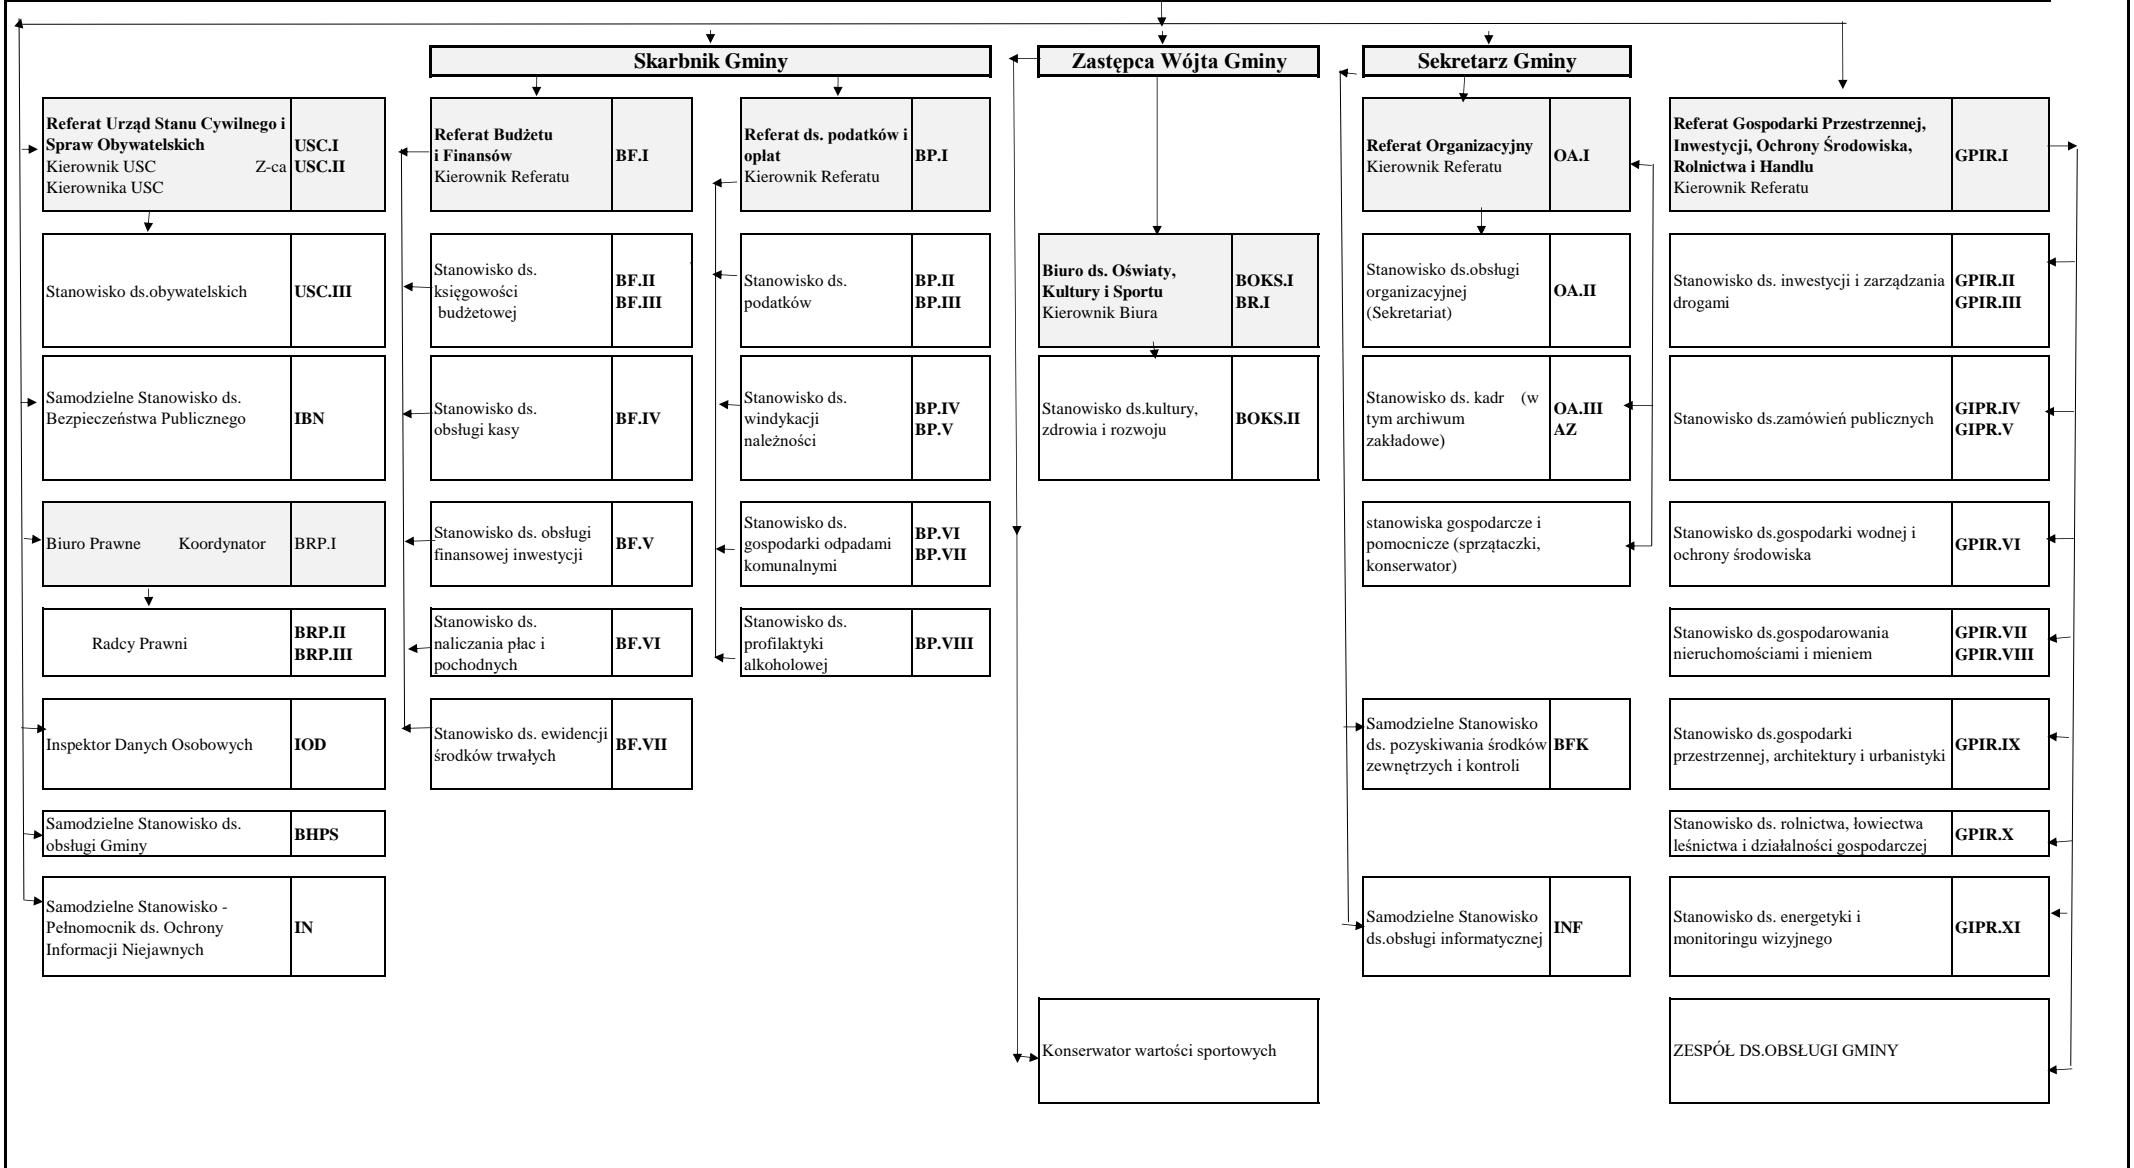 Skarbnik Gminy
Zastępca Wójta Gminy
Sekretarz Gminy
Referat Urząd Stanu Cywilnego i
Spraw Obywatelskich
Kierownik USC Z-ca
Kierownika USC
USC.I
USC.II
Stanowisko ds.obywatelskich
USC.III
Samodzielne Stanowisko ds.
Bezpieczeństwa Publicznego
IBN
Biuro Prawne Koordynator
BRP.I
Radcy Prawni
BRP.II
BRP.III
Inspektor Danych Osobowych
IOD
Samodzielne Stanowisko ds.
obsługi Gminy
BHPS
Samodzielne Stanowisko -
Pełnomocnik ds. Ochrony
Informacji Niejawnych
IN
Referat Budżetu
i Finansów
Kierownik Referatu
BF.I
Stanowisko ds.
księgowości
budżetowej
BF.II
BF.III
Stanowisko ds.
obsługi kasy
BF.IV
Stanowisko ds. obsługi
finansowej inwestycji
BF.V
Stanowisko ds.
naliczania płac i
pochodnych
BF.VI
Stanowisko ds. ewidencji
środków trwałych
BF.VII
Referat ds. podatków i
opłat
Kierownik Referatu
BP.I
Stanowisko ds.
podatków
BP.II
BP.III
Stanowisko ds.
windykacji
należności
BP.IV
BP.V
Stanowisko ds.
gospodarki odpadami
komunalnymi
BP.VI
BP.VII
Stanowisko ds.
profilaktyki
alkoholowej
BP.VIII
Biuro ds. Oświaty,
Kultury i Sportu
Kierownik Biura
BOKS.I
BR.I
Stanowisko ds.kultury,
zdrowia i rozwoju
BOKS.II
Konserwator wartości sportowych
Referat Organizacyjny
Kierownik Referatu
OA.I
Stanowisko ds.obsługi
organizacyjnej
(Sekretariat)
OA.II
Stanowisko ds. kadr (w
tym archiwum
zakładowe)
OA.III
AZ
stanowiska gospodarcze i
pomocnicze (sprzątaczki,
konserwator)
Samodzielne Stanowisko
ds. pozyskiwania środków
zewnętrzych i kontroli
BFK
Samodzielne Stanowisko
ds.obsługi informatycznej
INF
Referat Gospodarki Przestrzennej,
Inwestycji, Ochrony Środowiska,
Rolnictwa i Handlu
Kierownik Referatu
GPIR.I
Stanowisko ds. inwestycji i zarządzania
drogami
GPIR.II
GPIR.III
Stanowisko ds.zamówień publicznych
GIPR.IV
GIPR.V
Stanowisko ds.gospodarki wodnej i
ochrony środowiska
GPIR.VI
Stanowisko ds.gospodarowania
nieruchomościami i mieniem
GPIR.VII
GPIR.VIII
Stanowisko ds.gospodarki
przestrzennej, architektury i urbanistyki
GPIR.IX
Stanowisko ds. rolnictwa, łowiectwa
leśnictwa i działalności gospodarczej
GPIR.X
Stanowisko ds. energetyki i
monitoringu wizyjnego
GIPR.XI
ZESPÓŁ DS.OBSŁUGI GMINY